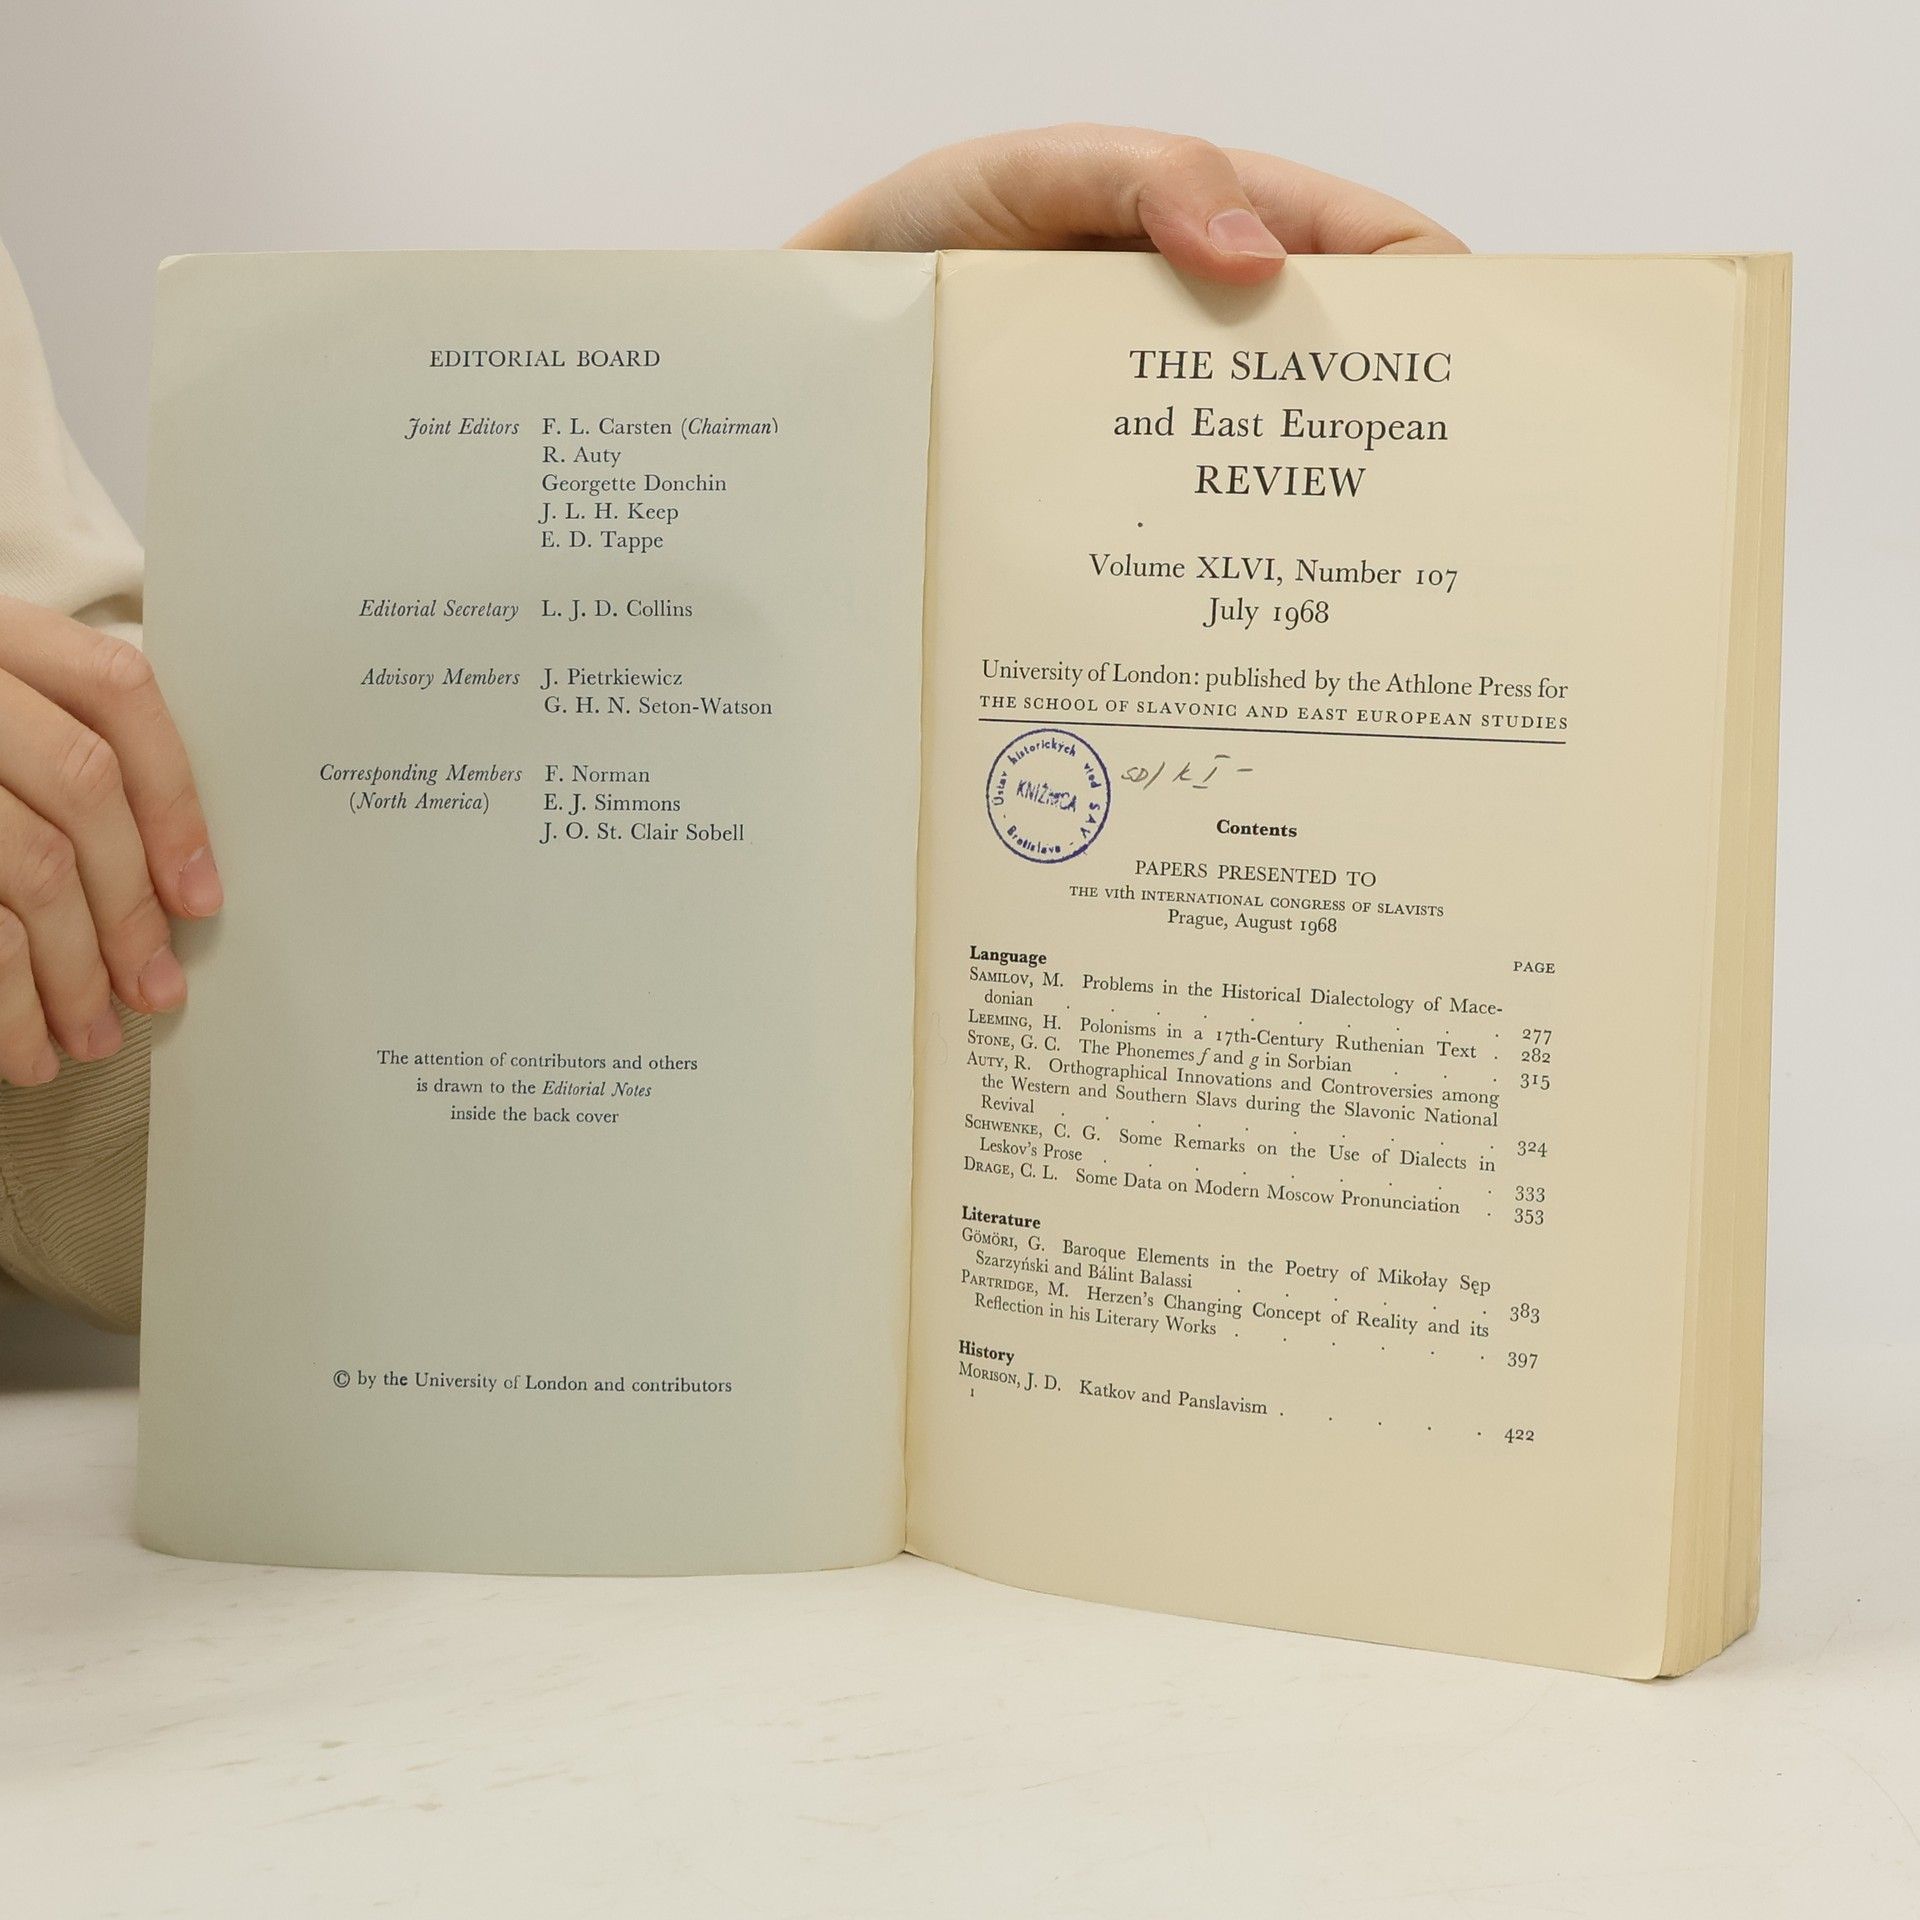 EDITORIAL BOARD
Joint Editors F. L. Carsten (Chairman)
R. Auty
Georgette Donchin
J. L. H. Keep
E. D. Tappe
Editorial Secretary L. J. D. Collins
Advisory Members J. Pietrkiewicz
G. H. N. Seton-Watson
Corresponding Members F. Norman
(North America) E. J. Simmons
J. O. St. Clair Sobell
The attention of contributors and others
is drawn to the Editorial Notes
inside the back cover
© by the University of London and contributors
THE SLAVONIC
and East European
REVIEW
Volume XLVI, Number 107
July 1968
University of London: published by the Athlone Press for
THE SCHOOL OF SLAVONIC AND EAST EUROPEAN STUDIES
Ústav historických vied SAV - Bratislava -
KNIŽNICA
Contents
PAPERS PRESENTED TO
THE VIth INTERNATIONAL CONGRESS OF SLAVISTS
Prague, August 1968
Language PAGE
SAMILOV, M. Problems in the Historical Dialectology of Mace-
donian . . . . . . . . . . 277
LEEMING, H. Polonisms in a 17th-Century Ruthenian Text . 282
STONE, G. C. The Phonemes f and g in Sorbian . . . 315
AUTY, R. Orthographical Innovations and Controversies among
the Western and Southern Slavs during the Slavonic National
Revival . . . . . . . . . . 324
SCHWENKE, C. G. Some Remarks on the Use of Dialects in
Leskov's Prose . . . . . . . . . 333
DRAGE, C. L. Some Data on Modern Moscow Pronunciation . 353
Literature
GÖMÖRI, G. Baroque Elements in the Poetry of Mikołay Sęp
Szarzyński and Bálint Balassi . . . . . . 383
PARTRIDGE, M. Herzen's Changing Concept of Reality and its
Reflection in his Literary Works . . . . . . 397
History
MORISON, J. D. Katkov and Panslavism . . . . . 422
1